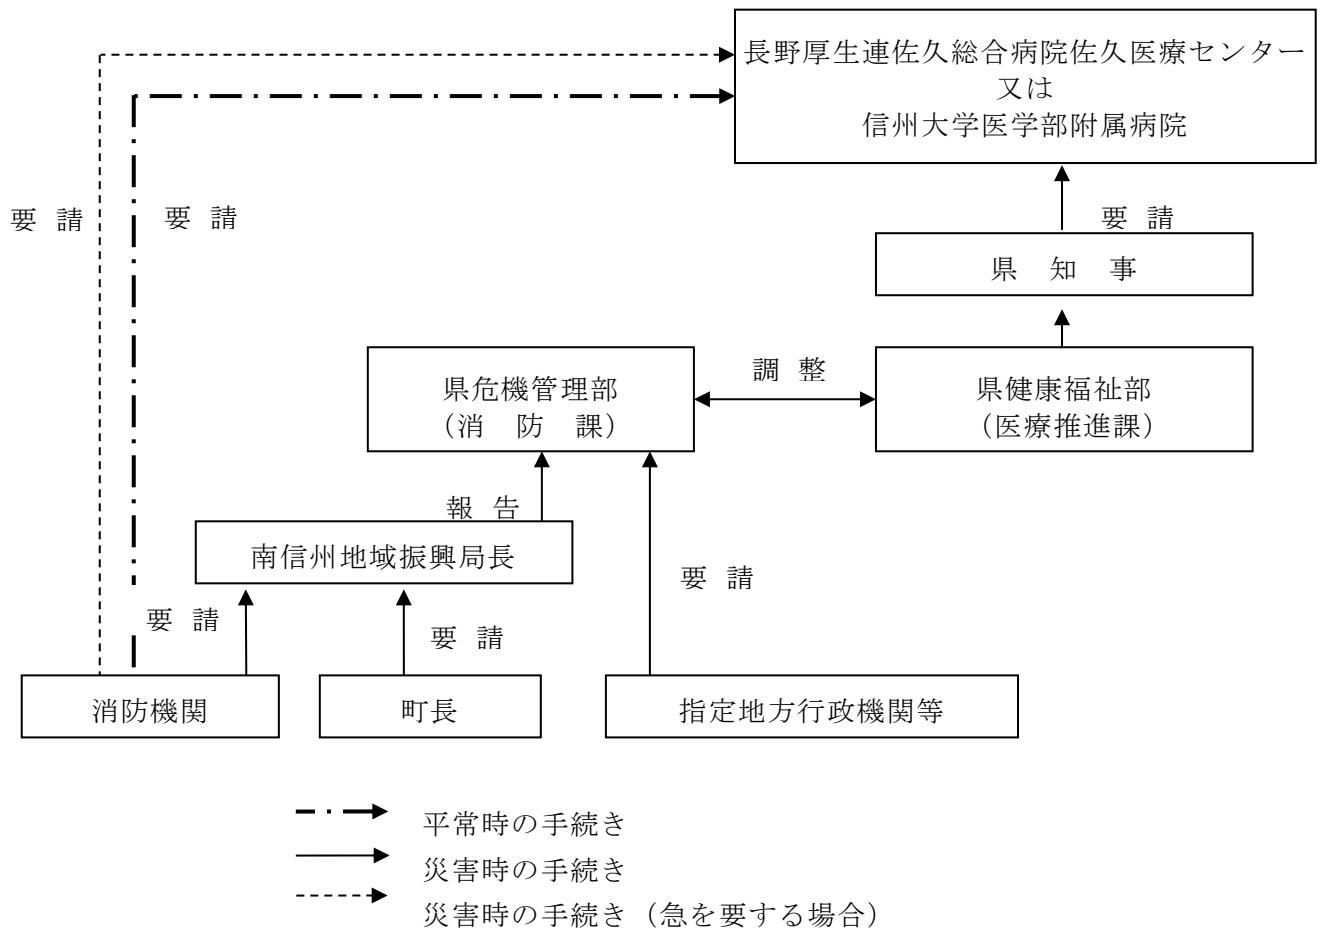 長野厚生連佐久総合病院佐久医療センター
又は
信州大学医学部附属病院
要 請
要 請
要 請
県 知 事
県危機管理部
（消 防 課）
調 整
県健康福祉部
（医療推進課）
報 告
南信州地域振興局長
要 請
要 請
要 請
消防機関
町長
指定地方行政機関等
平常時の手続き
災害時の手続き
災害時の手続き（急を要する場合）